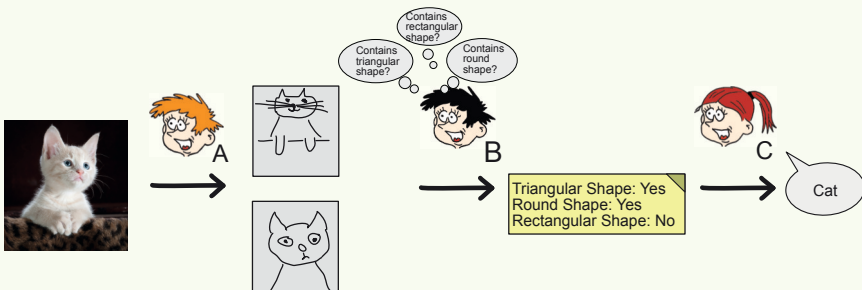 Contains
rectangular
shape?
Contains
triangular
shape?
Contains
round
shape?
A
B
C
Triangular Shape: Yes
Round Shape: Yes
Rectangular Shape: No
Cat